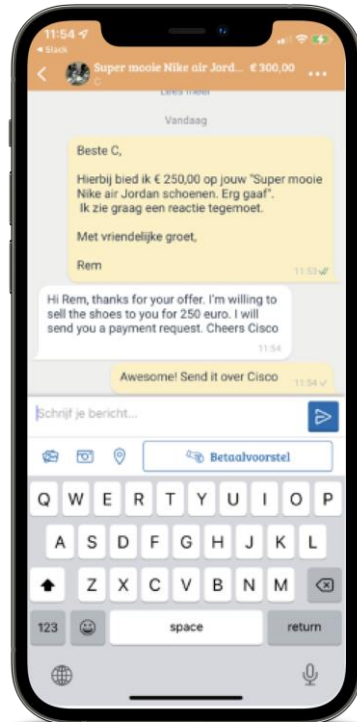 11:54
Slack
Super mooie Nike air Jord... € 300,00
C
Lees meer
Vandaag
Beste C,
Hierbij bied ik € 250,00 op jouw "Super mooie
Nike air Jordan schoenen. Erg gaaf".
Ik zie graag een reactie tegemoet.
Met vriendelijke groet,
Rem
11:53
Hi Rem, thanks for your offer. I'm willing to
sell the shoes to you for 250 euro. I will
send you a payment request. Cheers Cisco
11:54
Awesome! Send it over Cisco
11:54
Schrijf je bericht...
Betaalvoorstel
Q W E R T Y U I O P
A S D F G H J K L
Z X C V B N M
123 space return